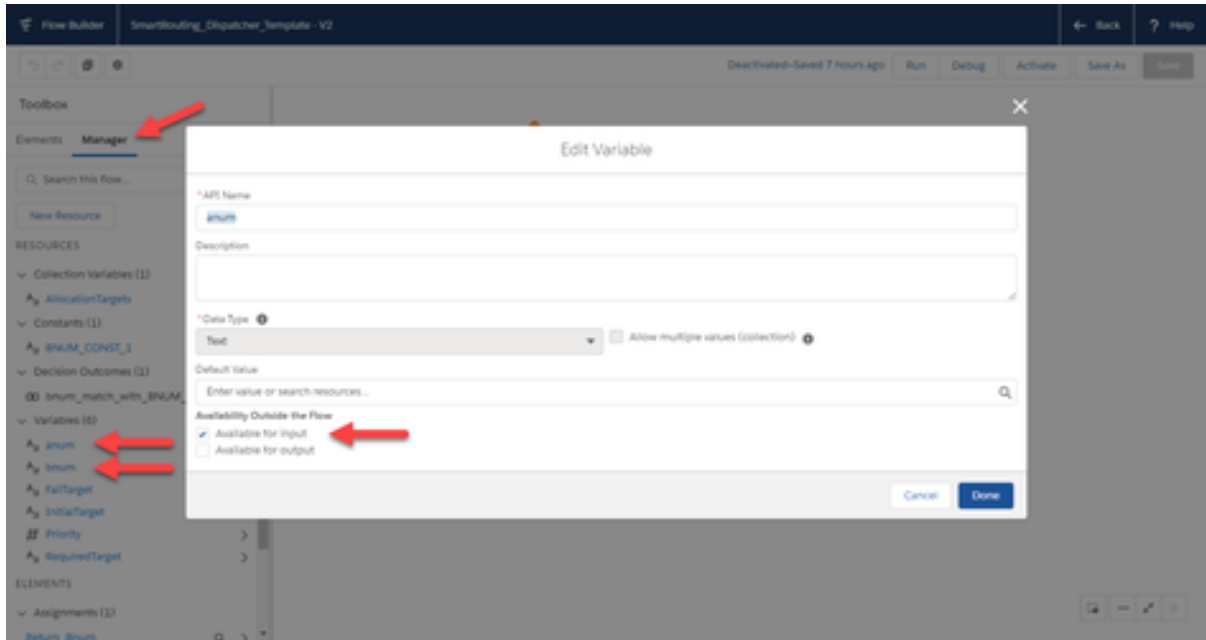 Flow Builder SmartRouting_Dispatcher_Template - V2 Back Help
Deactivated—Saved 7 hours ago Run Debug Activate Save As Save
Toolbox
Elements Manager
Search this flow...
New Resource
RESOURCES
Collection Variables (1)
AllocationTargets
Constants (1)
BNUM_CONST_1
Decision Outcomes (1)
bnum_match_with_BNUM_
Variables (6)
anum
bnum
FailTarget
InitialTarget
Priority
RequiredTarget
ELEMENTS
Assignments (1)
Return_Bnum
Edit Variable
*API Name
anum
Description
*Data Type
Text
Allow multiple values (collection)
Default Value
Enter value or search resources...
Availability Outside the Flow
Available for input
Available for output
Cancel Done